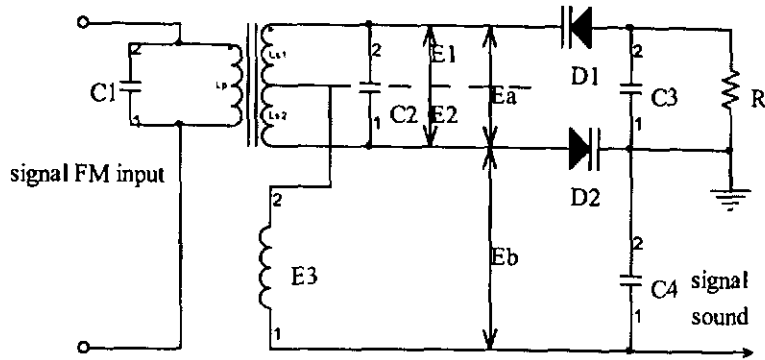 2
C1
1
Lp
Ls1
Ls2
2
1
C2
E1
E2
Ea
D1
2
C3
1
R
signal FM input
D2
2
E3
1
Eb
2
C4
1
signal
sound